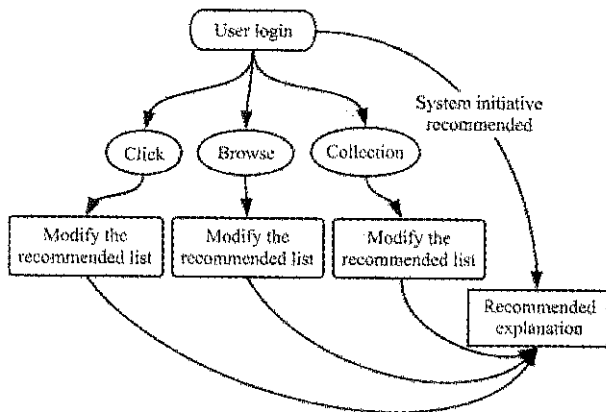 User login
System initiative
recommended
Click
Browse
Collection
Modify the
recommended list
Modify the
recommended list
Modify the
recommended list
Recommended
explanation